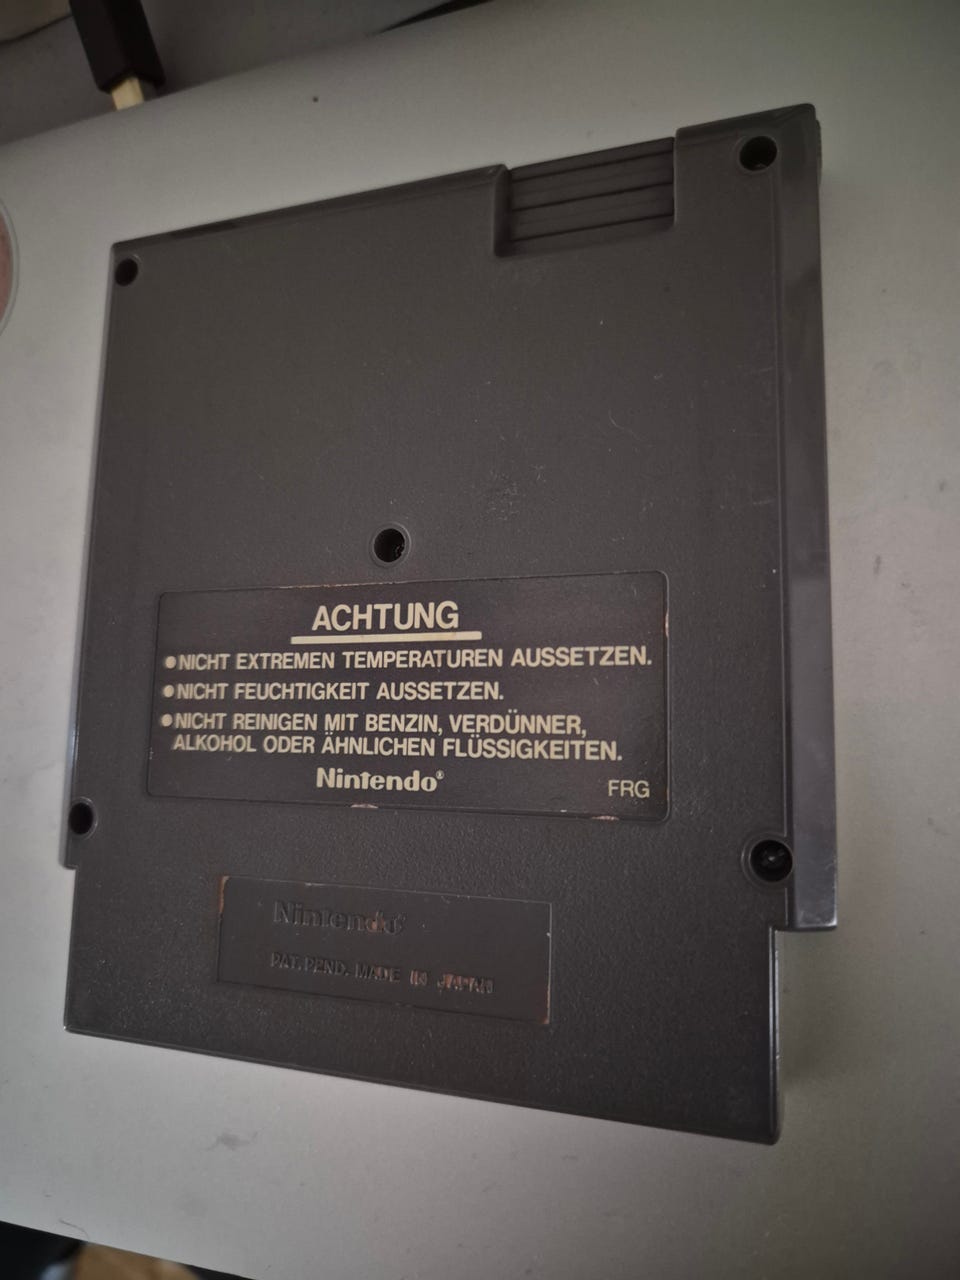 ACHTUNG
●NICHT EXTREMEN TEMPERATUREN AUSSETZEN.
●NICHT FEUCHTIGKEIT AUSSETZEN.
●NICHT REINIGEN MIT BENZIN, VERDÜNNER,
ALKOHOL ODER ÄHNLICHEN FLÜSSIGKEITEN.
Nintendo®
FRG
Nintendo®
PAT. PEND. MADE IN JAPAN